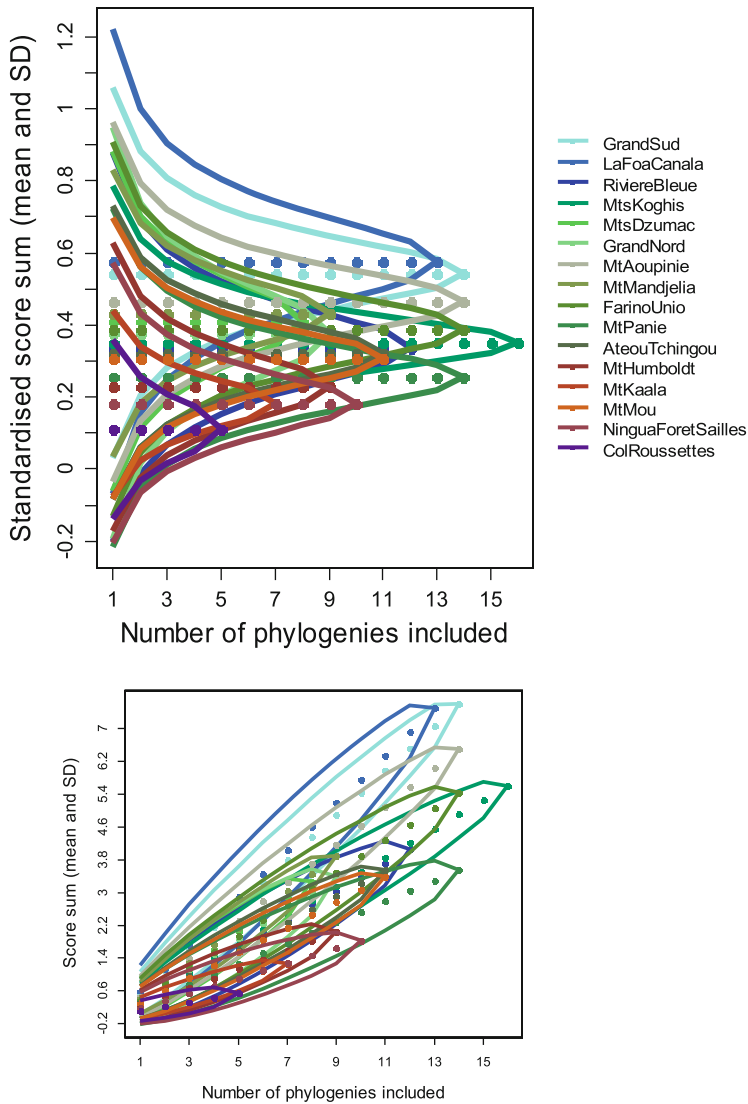 Standardised score sum (mean and SD)
1.2
1
0.8
0.6
0.4
0.2
0
-0.2
1 3 5 7 9 11 13 15
Number of phylogenies included
GrandSud
LaFoaCanala
RiviereBleue
MtsKoghis
MtsDzumac
GrandNord
MtAoupinie
MtMandjelia
FarinoUnio
MtPanie
AteouTchingou
MtHumboldt
MtKaala
MtMou
NinguaForetSailles
ColRoussettes
Score sum (mean and SD)
7
6.2
5.4
4.6
3.8
3
2.2
1.4
0.6
-0.2
1 3 5 7 9 11 13 15
Number of phylogenies included